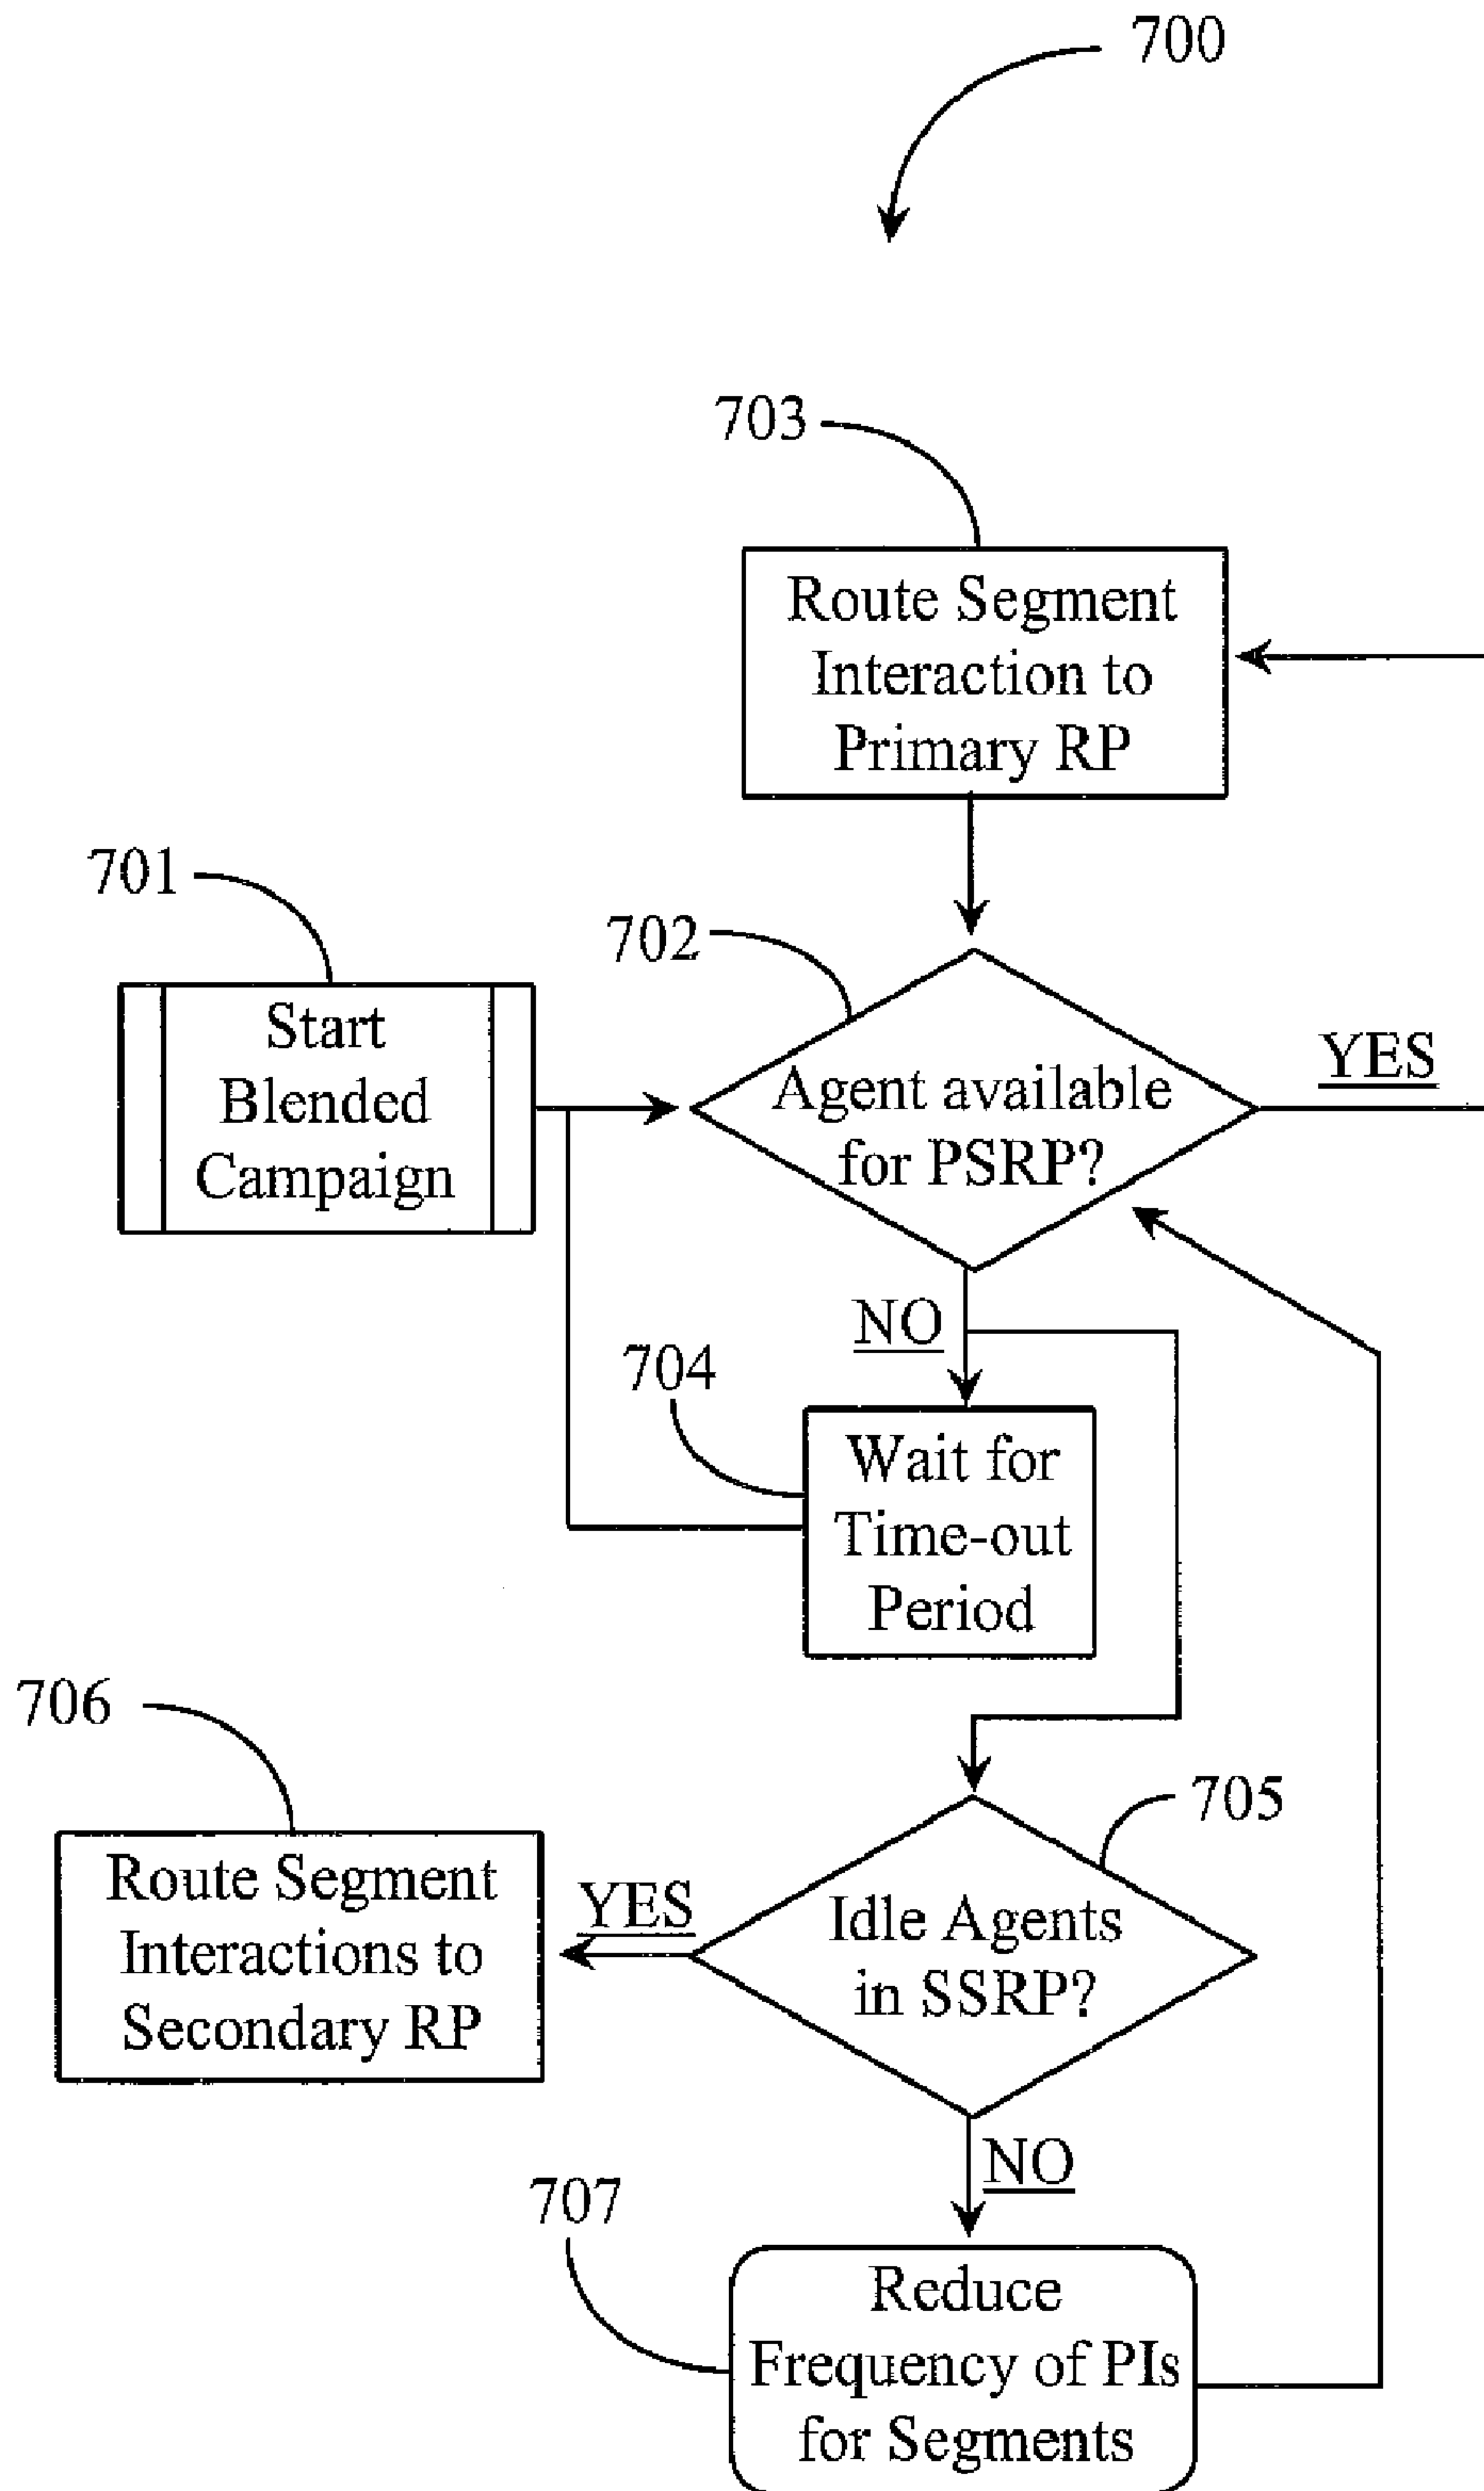 700
703
Route Segment
Interaction to
Primary RP
701
702
Start
Blended
Campaign
Agent available
for PSRP?
YES
NO
704
Wait for
Time-out
Period
706
705
Route Segment
Interactions to
Secondary RP
YES
Idle Agents
in SSRP?
NO
707
Reduce
Frequency of PIs
for Segments